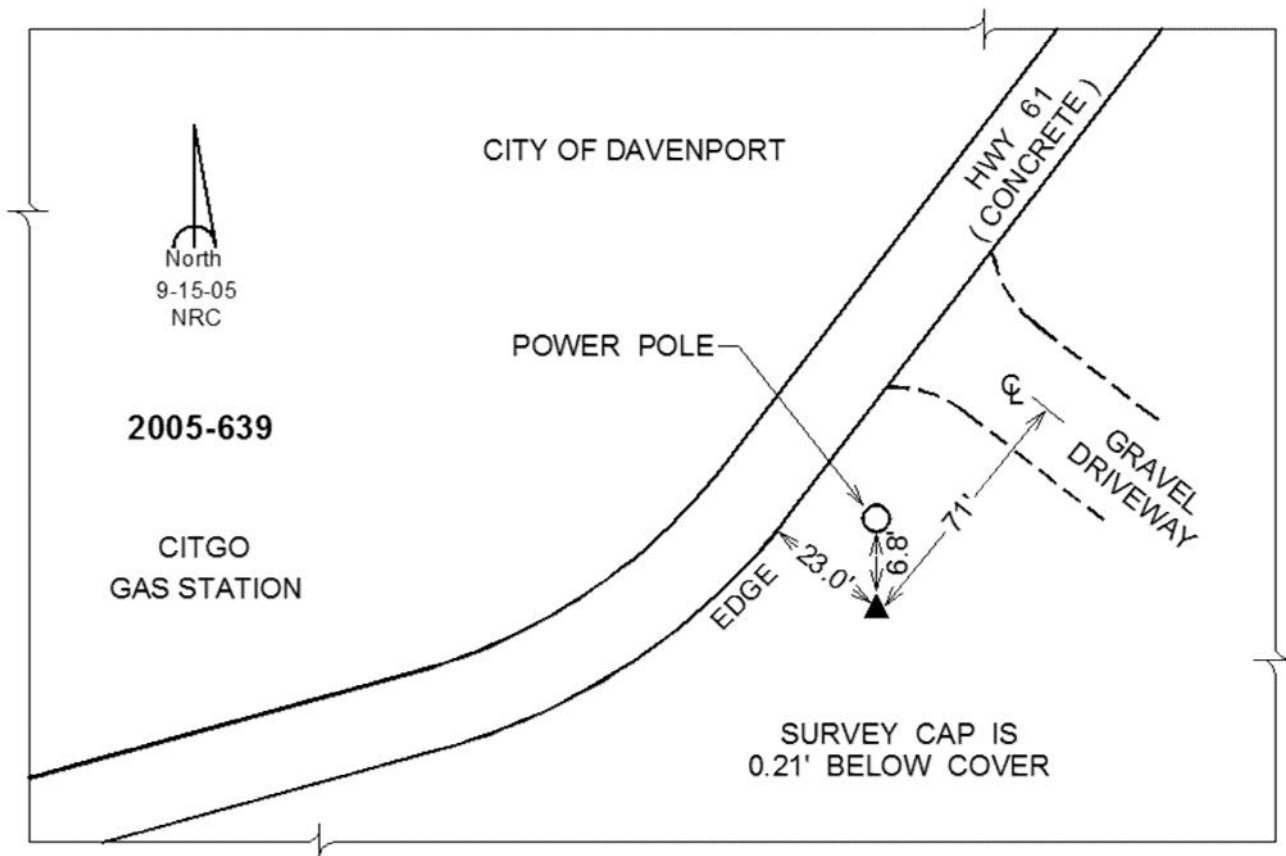 CITY OF DAVENPORT
HWY 61
( CONCRETE )
North
9-15-05
NRC
POWER POLE
2005-639
℄
GRAVEL
DRIVEWAY
71'
6.8'
23.0'
EDGE
CITGO
GAS STATION
SURVEY CAP IS
0.21' BELOW COVER